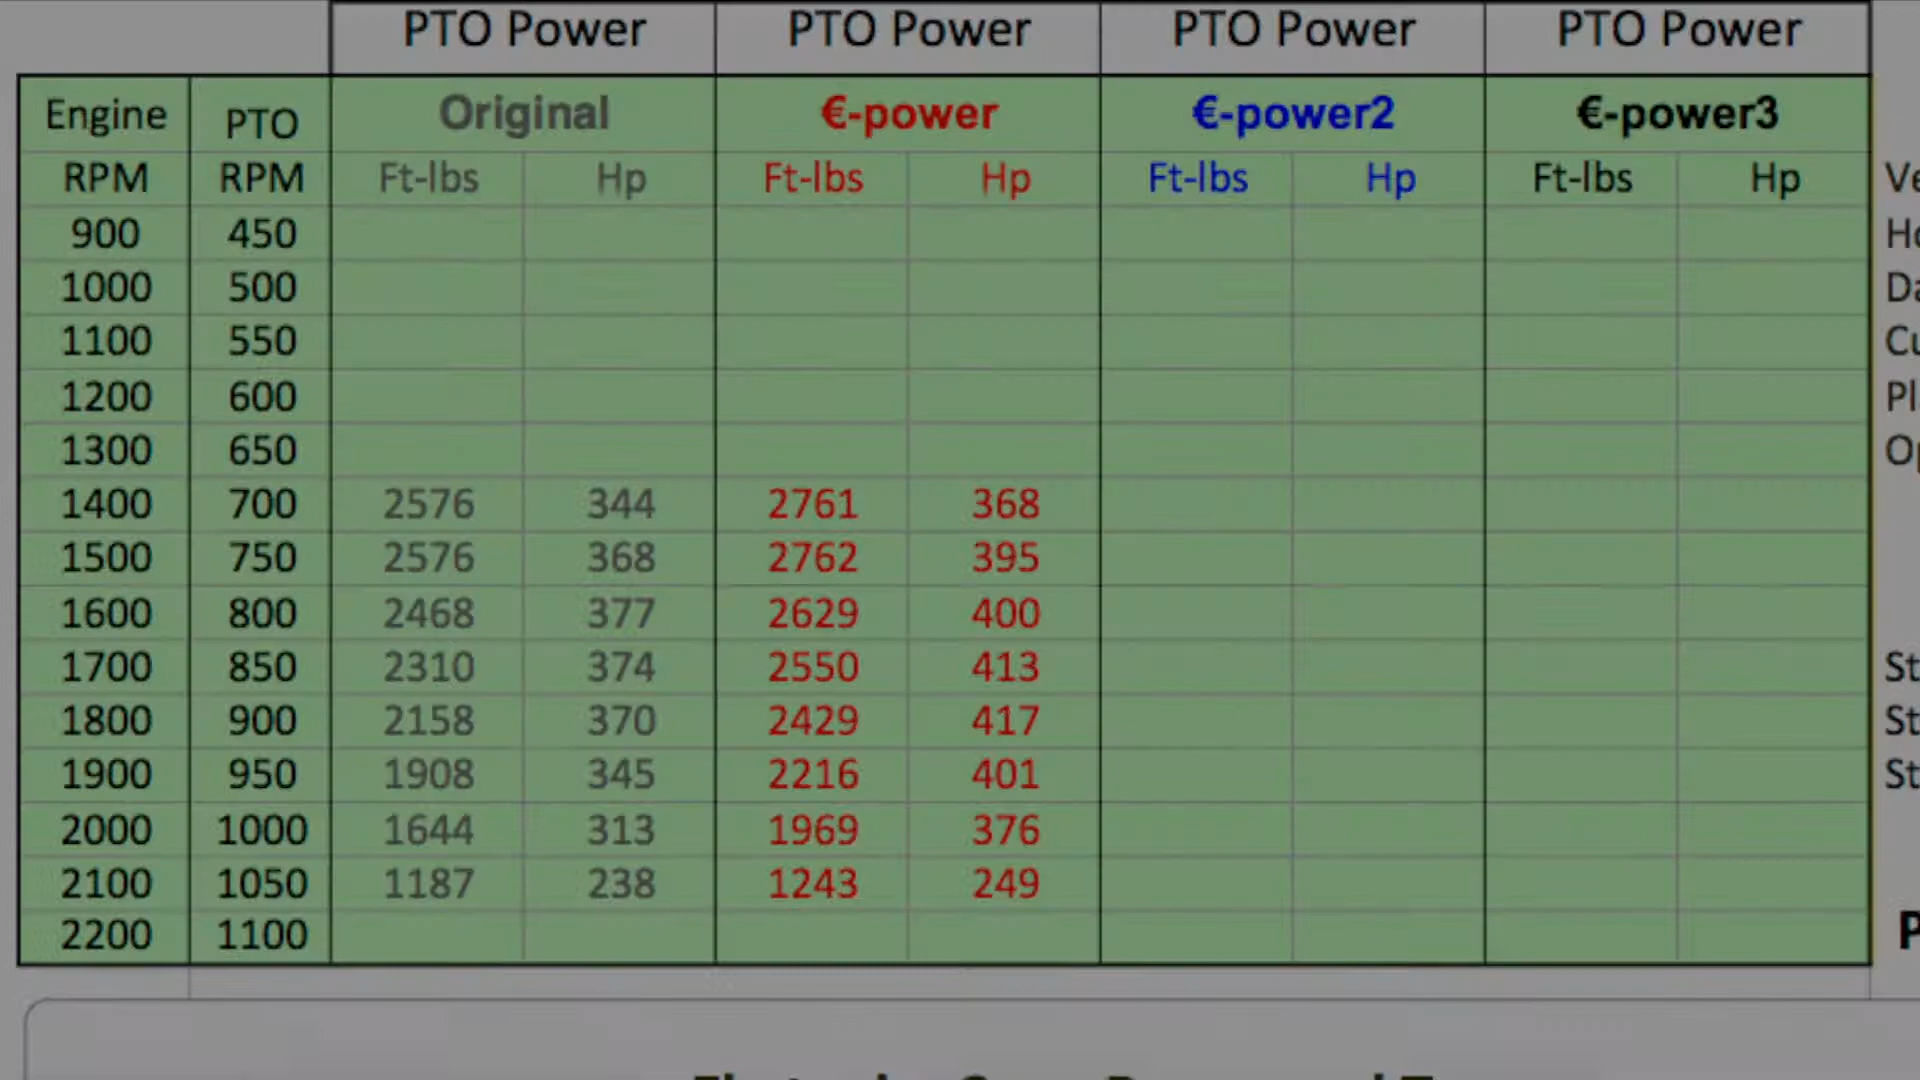 PTO Power PTO Power PTO Power PTO Power
Engine PTO Original €-power €-power2 €-power3
RPM RPM Ft-lbs Hp Ft-lbs Hp Ft-lbs Hp Ft-lbs Hp
900 450
1000 500
1100 550
1200 600
1300 650
1400 700 2576 344 2761 368
1500 750 2576 368 2762 395
1600 800 2468 377 2629 400
1700 850 2310 374 2550 413
1800 900 2158 370 2429 417
1900 950 1908 345 2216 401
2000 1000 1644 313 1969 376
2100 1050 1187 238 1243 249
2200 1100